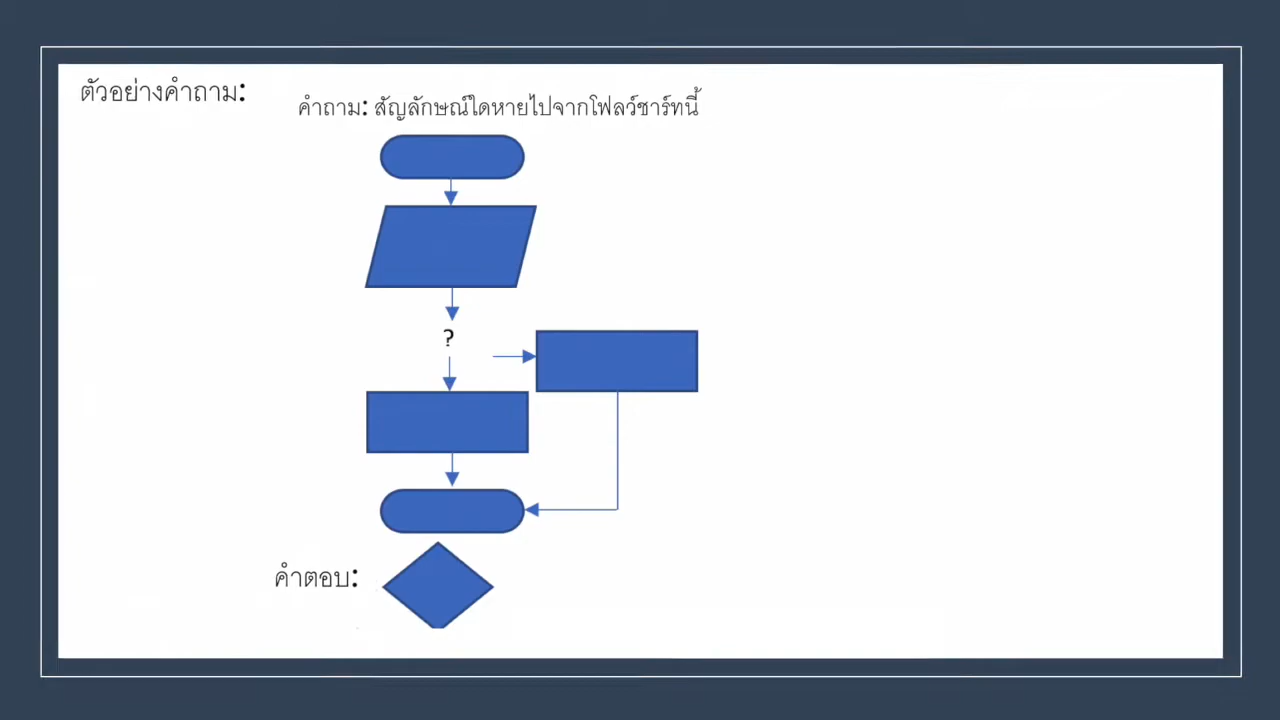 ตัวอย่างคำถาม:
คำถาม: สัญลักษณ์ใดหายไปจากโฟลว์ชาร์ทนี้
?
คำตอบ: